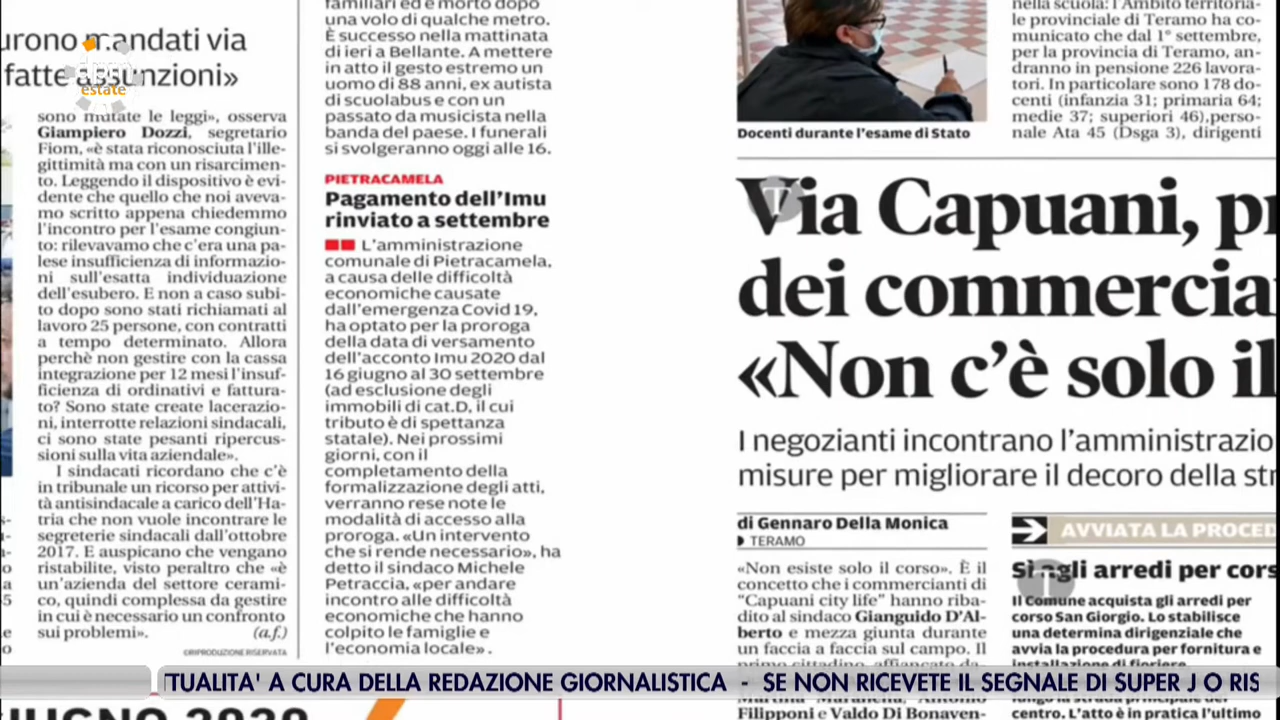 urono mandati via
fatte assunzioni»
estate
sono mutate le leggi», osserva
Giampiero Dozzi, segretario
Fiom, «è stata riconosciuta l'ille-
gittimità ma con un risarcimen-
to. Leggendo il dispositivo è evi-
dente che quello che noi aveva-
mo scritto appena chiedemmo
l'incontro per l'esame congiun-
to: rilevavamo che c'era una pa-
lese insufficienza di informazio-
ni sull'esatta individuazione
dell'esubero. E non a caso subi-
to dopo sono stati richiamati al
lavoro 25 persone, con contratti
a tempo determinato. Allora
perchè non gestire con la cassa
integrazione per 12 mesi l'insuf-
ficienza di ordinativi e fattura-
to? Sono state create lacerazio-
ni, interrotte relazioni sindacali,
ci sono state pesanti ripercus-
sioni sulla vita aziendale».
I sindacati ricordano che c'è
in tribunale un ricorso per attivi-
tà antisindacale a carico dell'Ha-
tria che non vuole incontrare le
segreterie sindacali dall'ottobre
2017. E auspicano che vengano
ristabilite, visto peraltro che «è
un'azienda del settore cerami-
co, quindi complessa da gestire
in cui è necessario un confronto
sui problemi». (a.f.)
©RIPRODUZIONE RISERVATA
familiari ed è morto dopo
una volo di qualche metro.
È successo nella mattinata
di ieri a Bellante. A mettere
in atto il gesto estremo un
uomo di 88 anni, ex autista
di scuolabus e con un
passato da musicista nella
banda del paese. I funerali
si svolgeranno oggi alle 16.
PIETRACAMELA
Pagamento dell'Imu
rinviato a settembre
L'amministrazione
comunale di Pietracamela,
a causa delle difficoltà
economiche causate
dall'emergenza Covid 19,
ha optato per la proroga
della data di versamento
dell'acconto Imu 2020 dal
16 giugno al 30 settembre
(ad esclusione degli
immobili di cat.D, il cui
tributo è di spettanza
statale). Nei prossimi
giorni, con il
completamento della
formalizzazione degli atti,
verranno rese note le
modalità di accesso alla
proroga. «Un intervento
che si rende necessario», ha
detto il sindaco Michele
Petraccia, «per andare
incontro alle difficoltà
economiche che hanno
colpito le famiglie e
l'economia locale».
Docenti durante l'esame di Stato
nella scuola: l'Ambito territoria-
le provinciale di Teramo ha co-
municato che dal 1° settembre,
per la provincia di Teramo, an-
dranno in pensione 226 lavora-
tori. In particolare sono 178 do-
centi (infanzia 31; primaria 64;
medie 37; superiori 46),perso-
nale Ata 45 (Dsga 3), dirigenti
Via Capuani, pr
dei commercia
«Non c'è solo il
I negozianti incontrano l'amministrazio
misure per migliorare il decoro della str
di Gennaro Della Monica
TERAMO
«Non esiste solo il corso». È il
concetto che i commercianti di
"Capuani city life" hanno riba-
dito al sindaco Gianguido D'Al-
berto e mezza giunta durante
un faccia a faccia sul campo. Il
primo cittadino, affiancato da-
Filipponi e Valdo Di Bonaven-
AVVIATA LA PROCED
Sì agli arredi per cors
Il Comune acquista gli arredi per
corso San Giorgio. Lo stabilisce
una determina dirigenziale che
avvia la procedura per fornitura e
installazione di fioriere
centro. L'atto è in pratica l'ultimo
TUALITA' A CURA DELLA REDAZIONE GIORNALISTICA - SE NON RICEVETE IL SEGNALE DI SUPER J O RIS